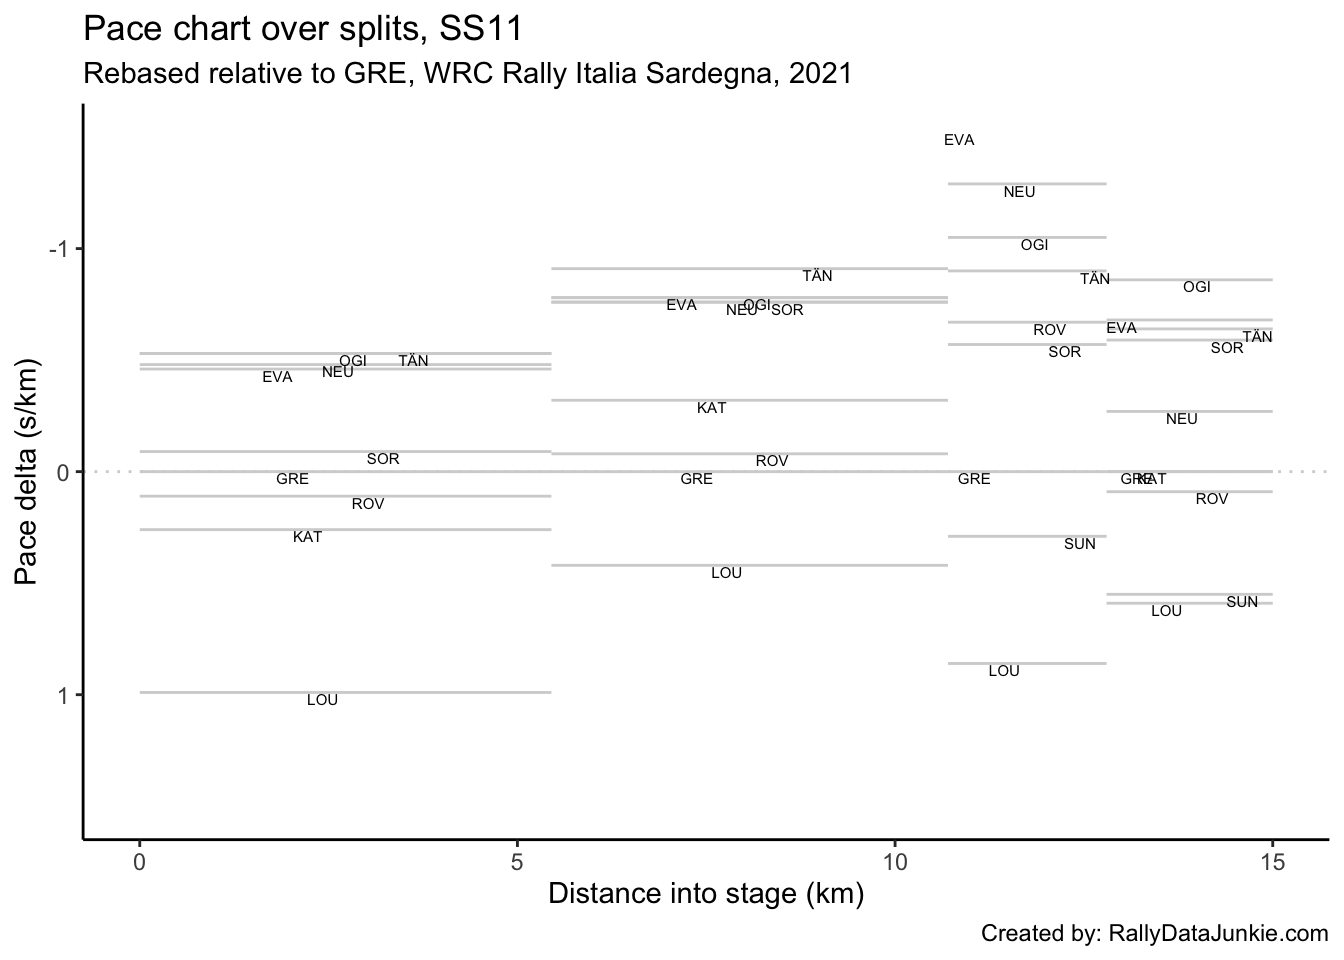 Pace chart over splits, SS11
Rebased relative to GRE, WRC Rally Italia Sardegna, 2021
EVA
NEU
OGI
-1
TÄN
TÄN
OGI
EVA
NEU
OGI
SOR
ROV
EVA
TÄN
SOR
SOR
OGI
TÄN
NEU
EVA
KAT
NEU
SOR
ROV
0
GRE
GRE
GRE
GRE
KAT
ROV
ROV
KAT
SUN
LOU
SUN
LOU
LOU
1
LOU
Pace delta (s/km)
0
5
10
15
Distance into stage (km)
Created by: RallyDataJunkie.com